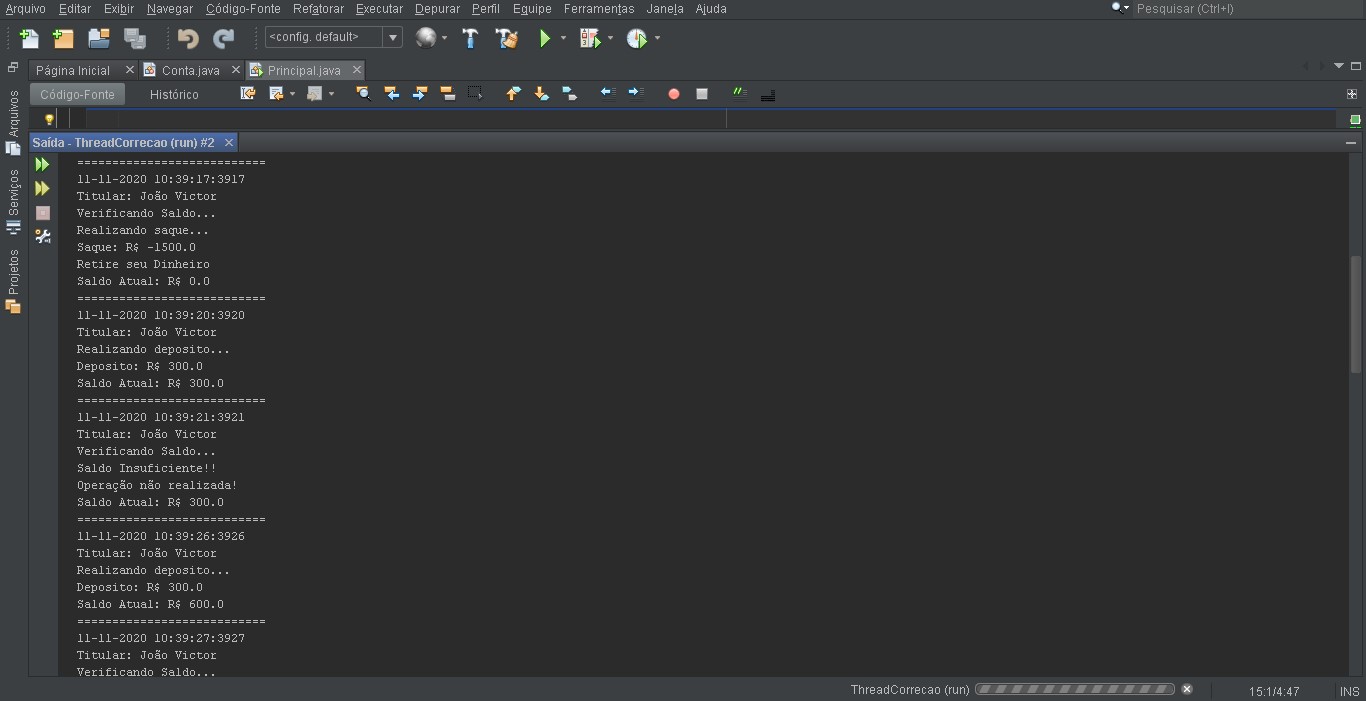 Arquivo Editar Exibir Navegar Código-Fonte Refatorar Executar Depurar Perfil Equipe Ferramentas Janela Ajuda Pesquisar (Ctrl+I)
<config. default>
Página Inicial Conta.java Principal.java
Código-Fonte Histórico
Arquivos
Serviços
Projetos
Saída - ThreadCorrecao (run) #2
===========================
11-11-2020 10:39:17:3917
Titular: João Victor
Verificando Saldo...
Realizando saque...
Saque: R$ -1500.0
Retire seu Dinheiro
Saldo Atual: R$ 0.0
===========================
11-11-2020 10:39:20:3920
Titular: João Victor
Realizando deposito...
Deposito: R$ 300.0
Saldo Atual: R$ 300.0
===========================
11-11-2020 10:39:21:3921
Titular: João Victor
Verificando Saldo...
Saldo Insuficiente!!
Operação não realizada!
Saldo Atual: R$ 300.0
===========================
11-11-2020 10:39:26:3926
Titular: João Victor
Realizando deposito...
Deposito: R$ 300.0
Saldo Atual: R$ 600.0
===========================
11-11-2020 10:39:27:3927
Titular: João Victor
Verificando Saldo...
ThreadCorrecao (run) 15:1/4:47 INS